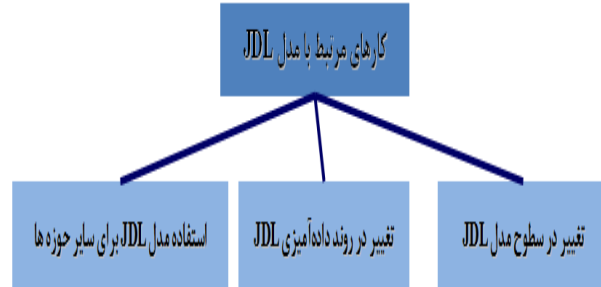 کارهای مرتبط با مدل JDL
تغییر در سطوح مدل JDL
تغییر در روند داده‌آمیزی JDL
استفاده مدل JDL برای سایر حوزه ها